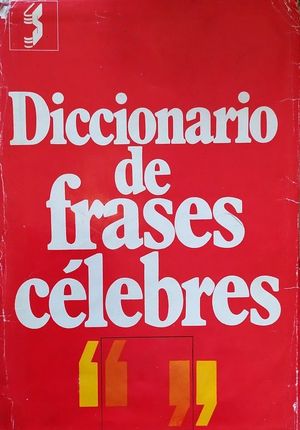 Diccionario
de
frases
célebres
“ ”